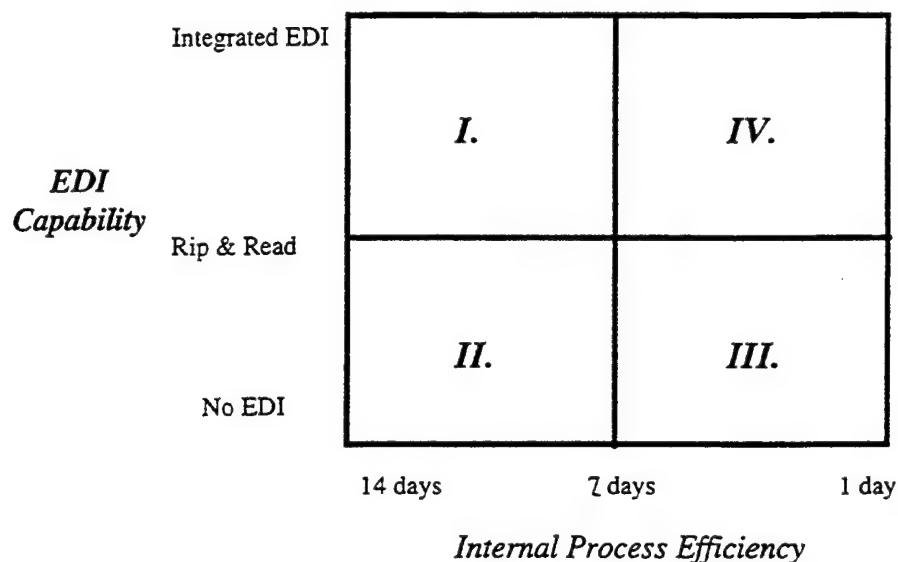 Integrated EDI
I.
IV.
EDI
Capability
Rip & Read
II.
III.
No EDI
14 days
7 days
1 day
Internal Process Efficiency